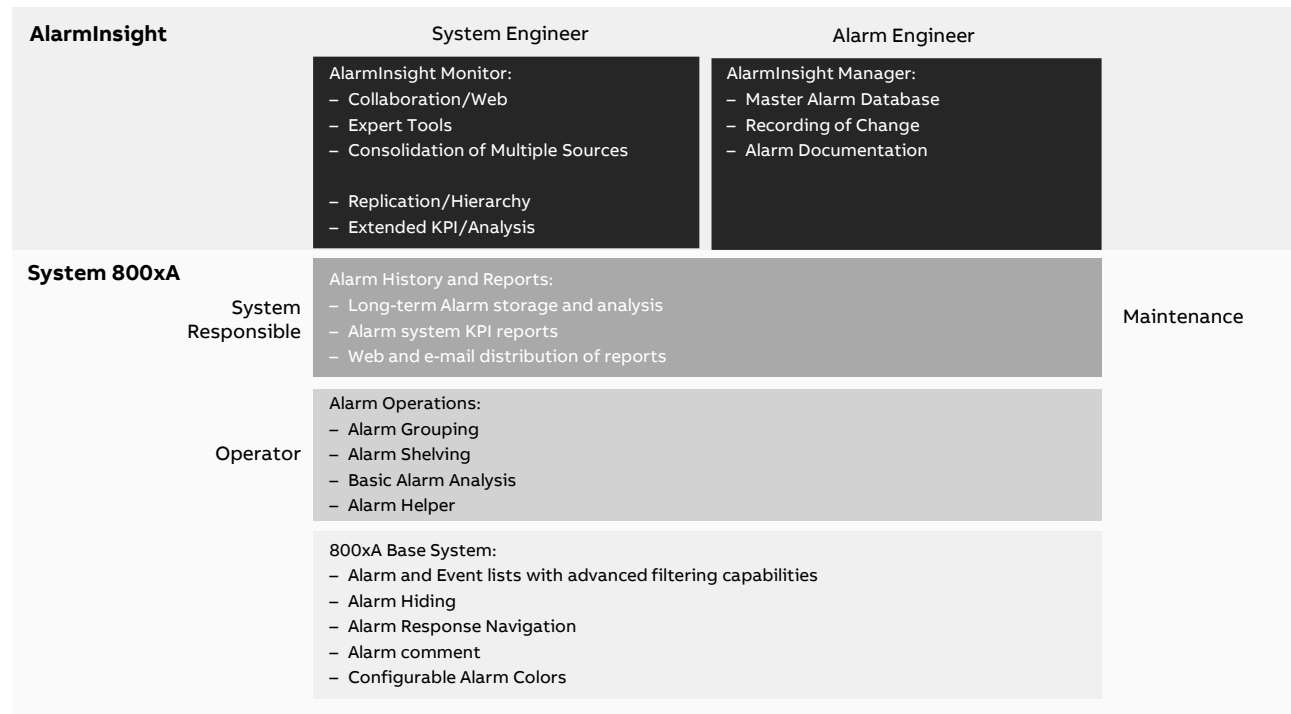 AlarmInsight
System Engineer
Alarm Engineer
AlarmInsight Monitor:
– Collaboration/Web
– Expert Tools
– Consolidation of Multiple Sources
– Replication/Hierarchy
– Extended KPI/Analysis
AlarmInsight Manager:
– Master Alarm Database
– Recording of Change
– Alarm Documentation
System 800xA
System
Responsible
Alarm History and Reports:
– Long-term Alarm storage and analysis
– Alarm system KPI reports
– Web and e-mail distribution of reports
Maintenance
Operator
Alarm Operations:
– Alarm Grouping
– Alarm Shelving
– Basic Alarm Analysis
– Alarm Helper
800xA Base System:
– Alarm and Event lists with advanced filtering capabilities
– Alarm Hiding
– Alarm Response Navigation
– Alarm comment
– Configurable Alarm Colors